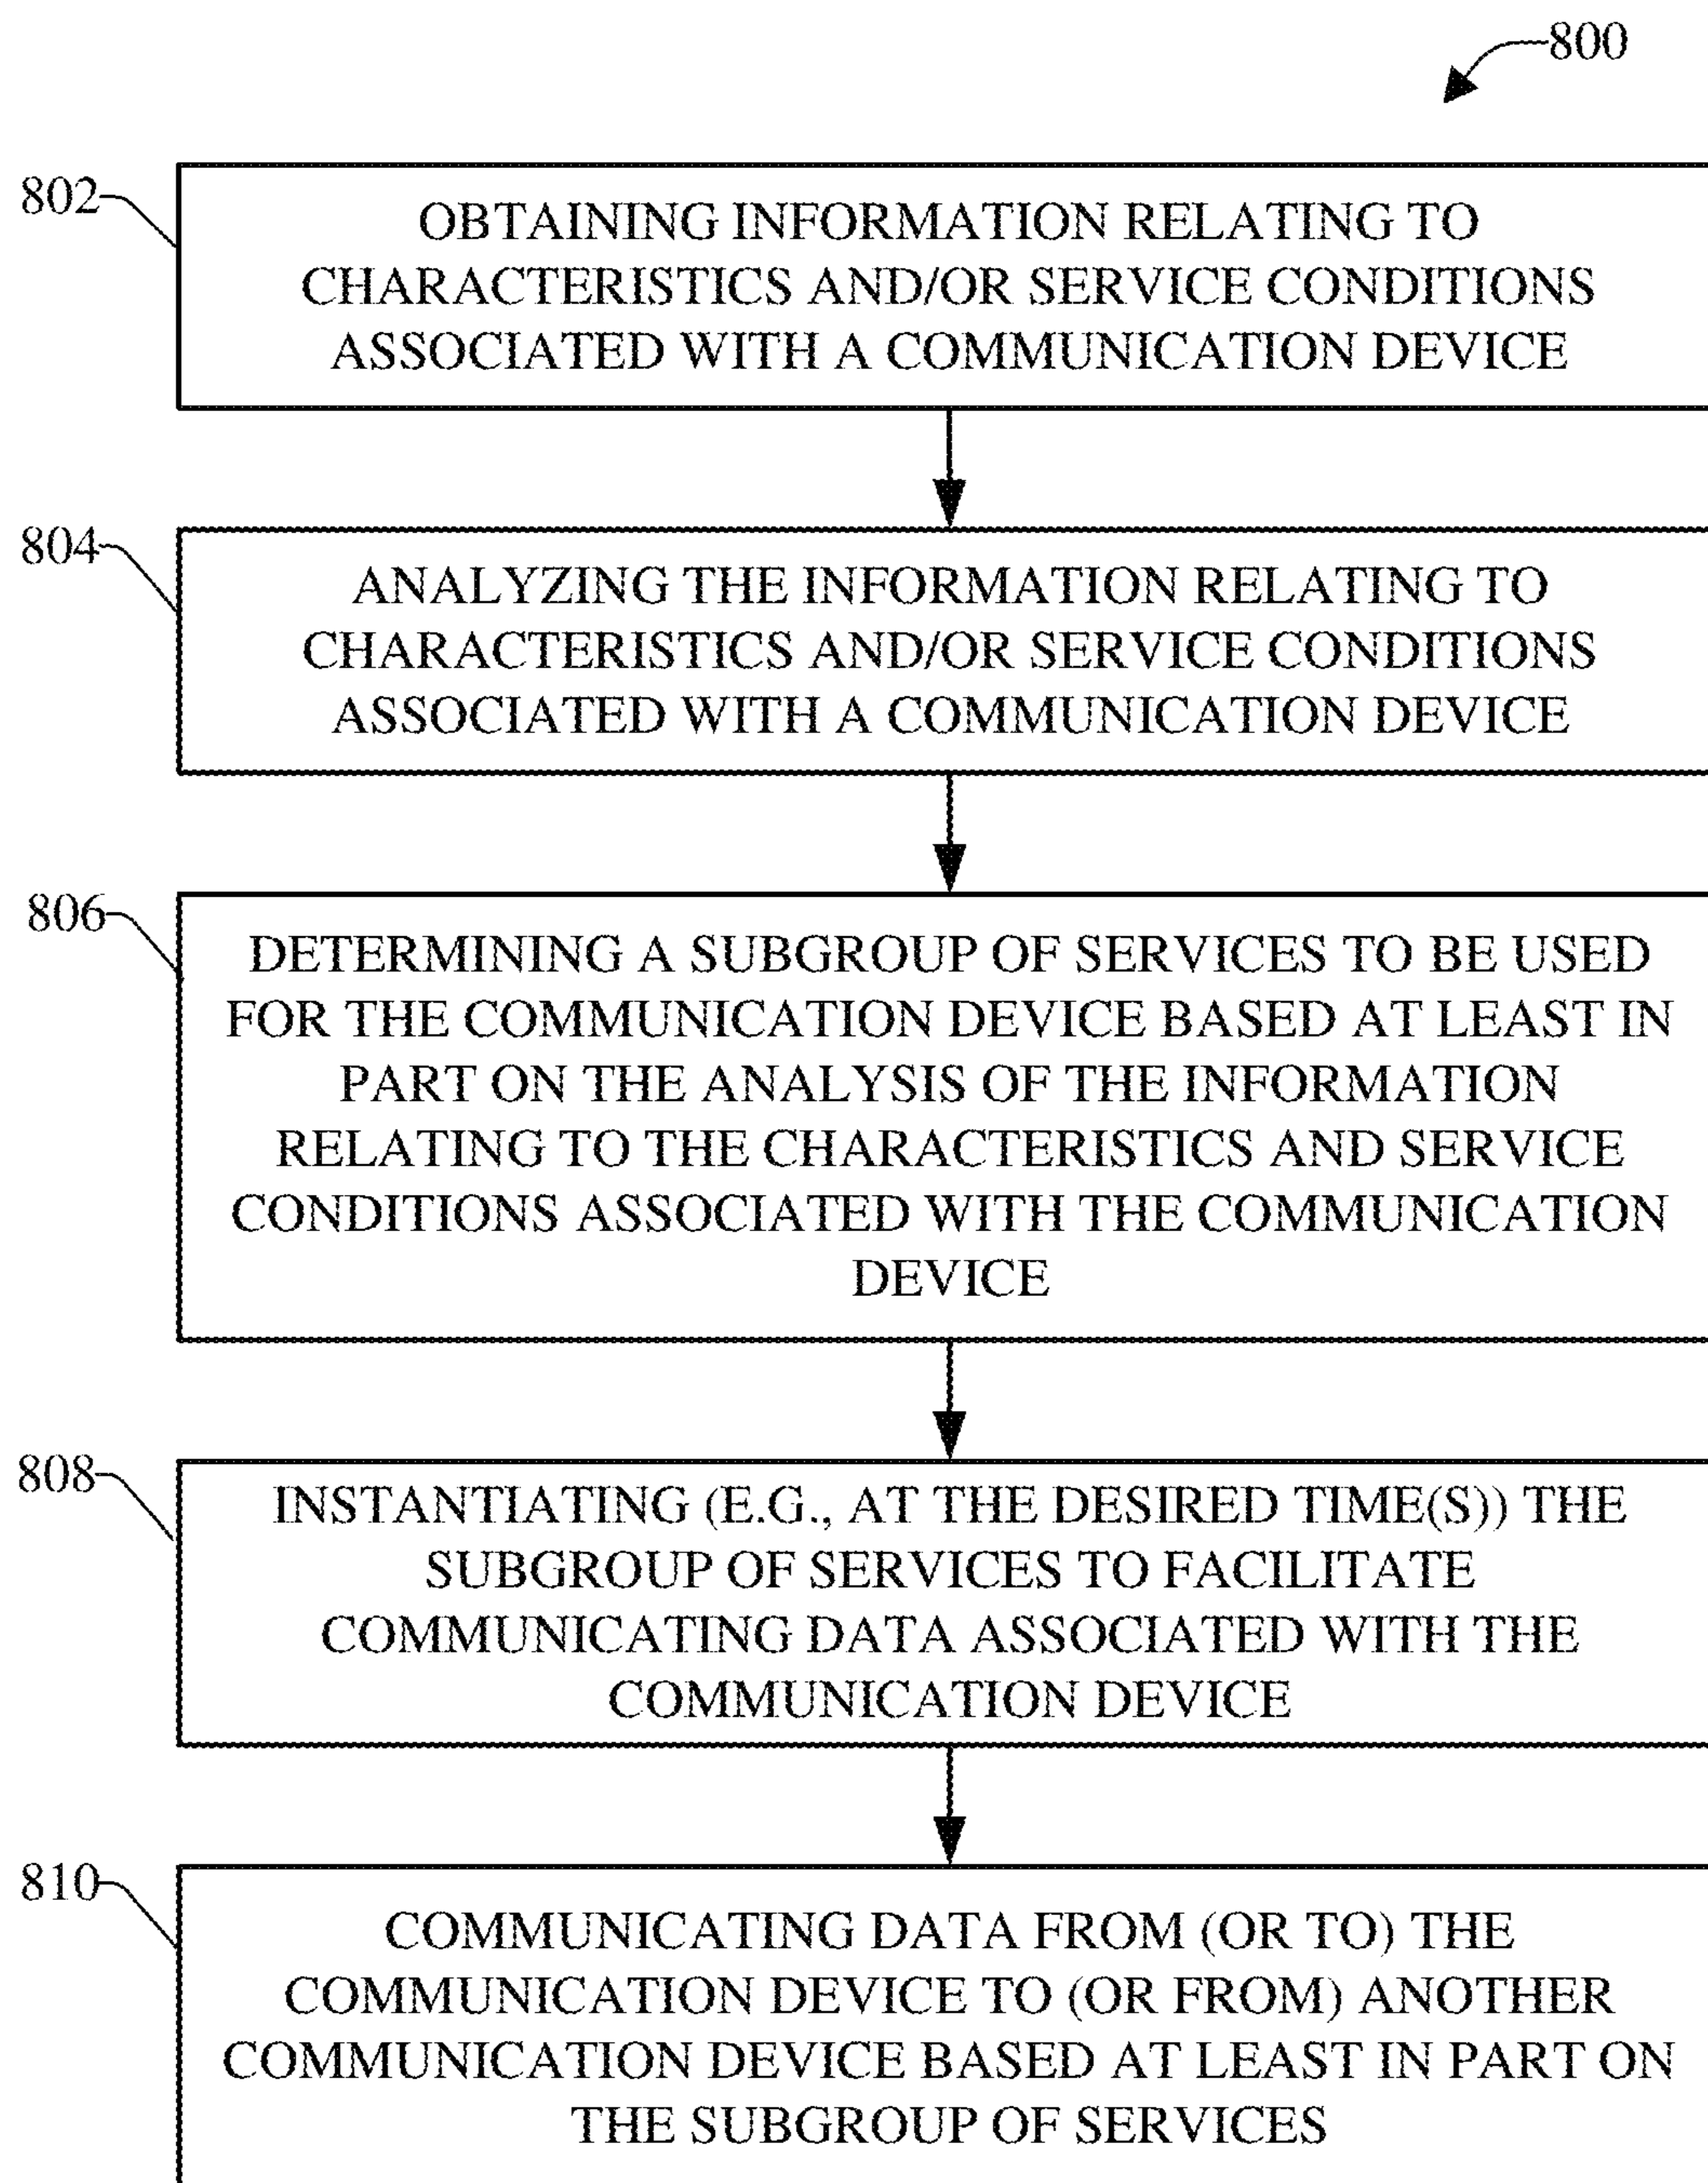 800
802
OBTAINING INFORMATION RELATING TO
CHARACTERISTICS AND/OR SERVICE CONDITIONS
ASSOCIATED WITH A COMMUNICATION DEVICE
804
ANALYZING THE INFORMATION RELATING TO
CHARACTERISTICS AND/OR SERVICE CONDITIONS
ASSOCIATED WITH A COMMUNICATION DEVICE
806
DETERMINING A SUBGROUP OF SERVICES TO BE USED
FOR THE COMMUNICATION DEVICE BASED AT LEAST IN
PART ON THE ANALYSIS OF THE INFORMATION
RELATING TO THE CHARACTERISTICS AND SERVICE
CONDITIONS ASSOCIATED WITH THE COMMUNICATION
DEVICE
808
INSTANTIATING (E.G., AT THE DESIRED TIME(S)) THE
SUBGROUP OF SERVICES TO FACILITATE
COMMUNICATING DATA ASSOCIATED WITH THE
COMMUNICATION DEVICE
810
COMMUNICATING DATA FROM (OR TO) THE
COMMUNICATION DEVICE TO (OR FROM) ANOTHER
COMMUNICATION DEVICE BASED AT LEAST IN PART ON
THE SUBGROUP OF SERVICES